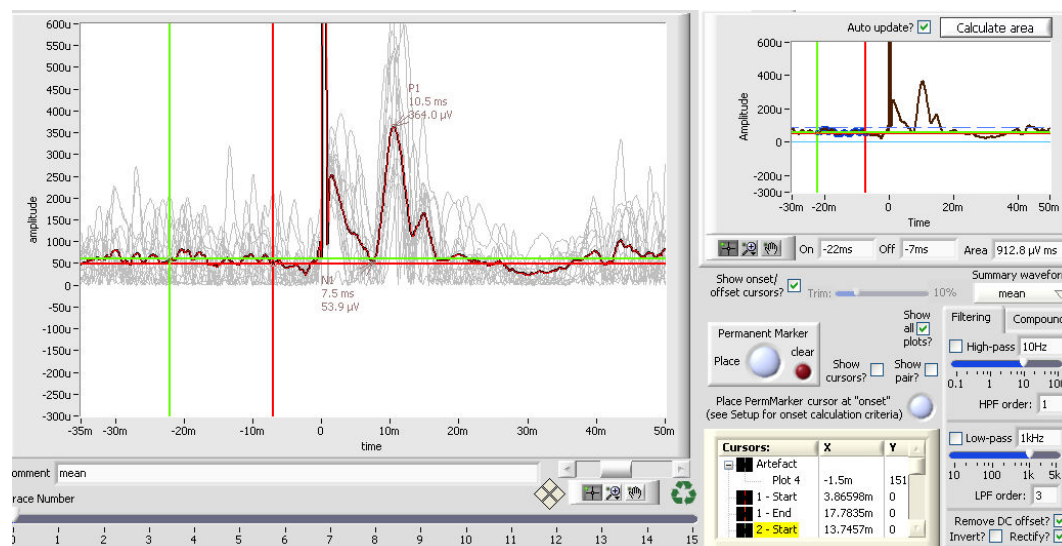 600u
550u
500u
450u
400u
350u
300u
250u
200u
150u
100u
50u
0
-50u
-100u
-150u
-200u
-250u
-300u
amplitude
P1
10.5 ms
364.0 µV
N1
7.5 ms
53.9 µV
-35m -30m -20m -10m 0 10m 20m 30m 40m 50m
time
omment mean
race Number
0 1 2 3 4 5 6 7 8 9 10 11 12 13 14 15
Auto update? Calculate area
600u
400u
200u
0
-200u
-300u
Amplitude
-30m -20m 0 20m 40m 50m
Time
On -22ms Off -7ms Area 912.8 µV ms
Show onset/
offset cursors? Trim: 10%
Summary waveform
mean
Show
all
plots?
Permanent Marker
Place clear
Show
cursors?
Show
pair?
Place PermMarker cursor at "onset"
(see Setup for onset calculation criteria)
Filtering Compound
High-pass 10Hz
0.1 1 10 100
HPF order: 1
Low-pass 1kHz
10 100 1k 5k
LPF order: 3
Remove DC offset?
Invert? Rectify?
Cursors: X Y
Artefact
Plot 4 -1.5m 151
1 - Start 3.86598m 0
1 - End 17.7835m 0
2 - Start 13.7457m 0